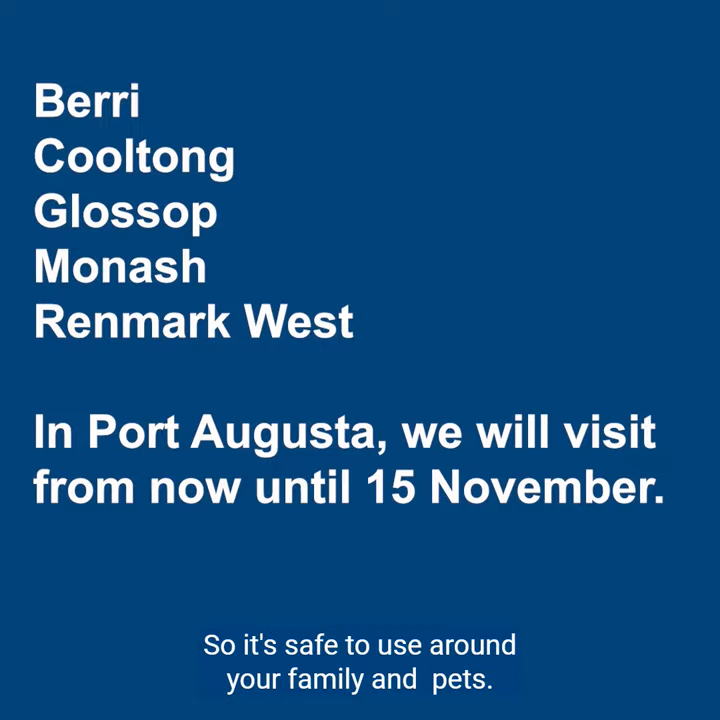 Berri
Cooltong
Glossop
Monash
Renmark West
In Port Augusta, we will visit
from now until 15 November.
So it's safe to use around
your family and pets.